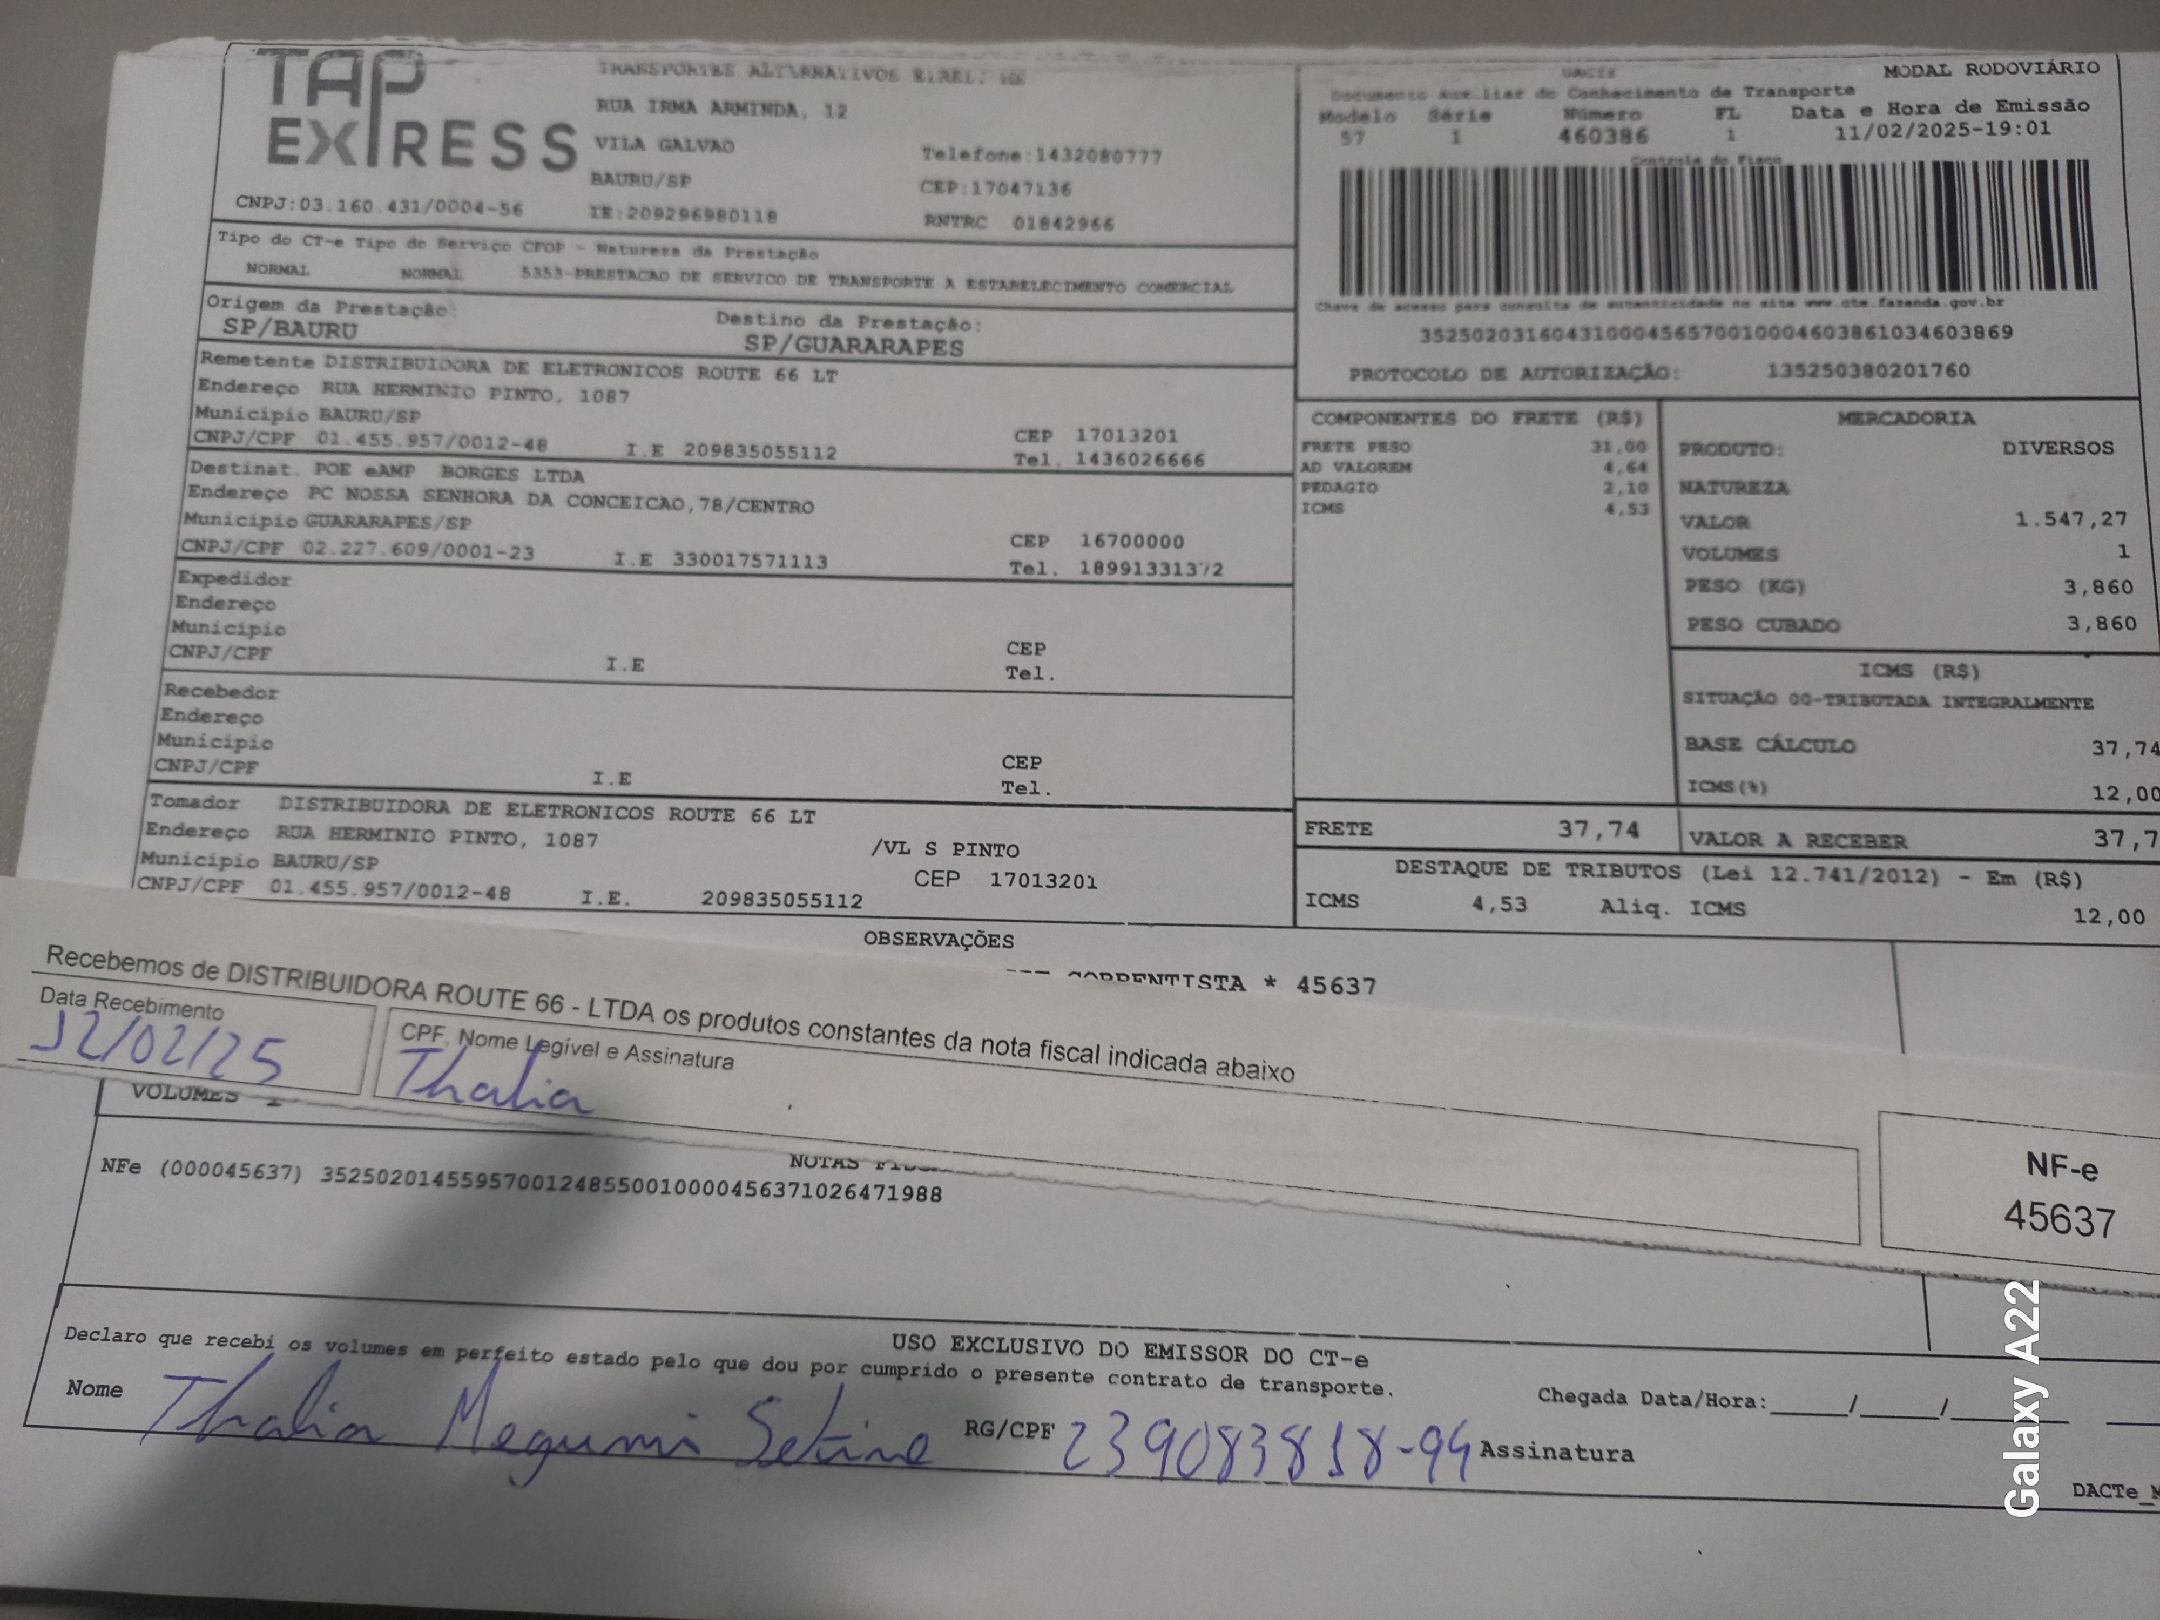 TAP
EXPRESS
TRANSPORTES ALTERNATIVOS EIRELI
RUA IRMA ARMINDA, 12
VILA GALVAO
Telefone:1432080777
BAURU/SP
CEP:17047136
CNPJ:03.160.431/0004-56
IE:209296980118
RNTRC 01842966
MODAL RODOVIÁRIO
DACTE
Documento Auxiliar do Conhecimento de Transporte
Modelo Série Número FL Data e Hora de Emissão
57 1 460386 1 11/02/2025-19:01
Controle do Fisco
Chave de acesso para consulta de autenticidade no site www.cte.fazenda.gov.br
35250203160431000456570010004603861034603869
PROTOCOLO DE AUTORIZAÇÃO: 135250380201760
Tipo do CT-e Tipo do Serviço CFOP - Natureza da Prestação
NORMAL NORMAL 5353-PRESTACAO DE SERVICO DE TRANSPORTE A ESTABELECIMENTO COMERCIAL
Origem da Prestação: Destino da Prestação:
SP/BAURU SP/GUARARAPES
Remetente DISTRIBUIDORA DE ELETRONICOS ROUTE 66 LT
Endereço RUA HERMINIO PINTO, 1087
Município BAURU/SP CEP 17013201
CNPJ/CPF 01.455.957/0012-48 I.E 209835055112 Tel. 1436026666
Destinat. POE eAMP BORGES LTDA
Endereço PC NOSSA SENHORA DA CONCEICAO,78/CENTRO
Município GUARARAPES/SP CEP 16700000
CNPJ/CPF 02.227.609/0001-23 I.E 330017571113 Tel. 18991331372
Expedidor
Endereço
Município CEP
CNPJ/CPF I.E Tel.
Recebedor
Endereço
Município CEP
CNPJ/CPF I.E Tel.
Tomador DISTRIBUIDORA DE ELETRONICOS ROUTE 66 LT
Endereço RUA HERMINIO PINTO, 1087 /VL S PINTO
Município BAURU/SP CEP 17013201
CNPJ/CPF 01.455.957/0012-48 I.E. 209835055112
COMPONENTES DO FRETE (R$)
FRETE PESO 31,00
AD VALOREM 4,64
PEDAGIO 2,10
ICMS 4,53
MERCADORIA
PRODUTO: DIVERSOS
NATUREZA
VALOR 1.547,27
VOLUMES 1
PESO (KG) 3,860
PESO CUBADO 3,860
ICMS (R$)
SITUAÇÃO 00-TRIBUTADA INTEGRALMENTE
BASE CÁLCULO 37,74
ICMS(%) 12,00
FRETE 37,74
VALOR A RECEBER 37,7
DESTAQUE DE TRIBUTOS (Lei 12.741/2012) - Em (R$)
ICMS 4,53 Aliq. ICMS 12,00
OBSERVAÇÕES
CORRENTISTA * 45637
Recebemos de DISTRIBUIDORA ROUTE 66 - LTDA os produtos constantes da nota fiscal indicada abaixo
Data Recebimento
12/02/25
CPF, Nome Legível e Assinatura
Thalia
NF-e
45637
VOLUMES 1
NOTAS
NFe (000045637) 35250201455957001248550010000456371026471988
USO EXCLUSIVO DO EMISSOR DO CT-e
Declaro que recebi os volumes em perfeito estado pelo que dou por cumprido o presente contrato de transporte.
Nome Thalia Megumi RG/CPF 239083818-94 Assinatura
Chegada Data/Hora:_____/_____/_____
DACTe_
Galaxy A22